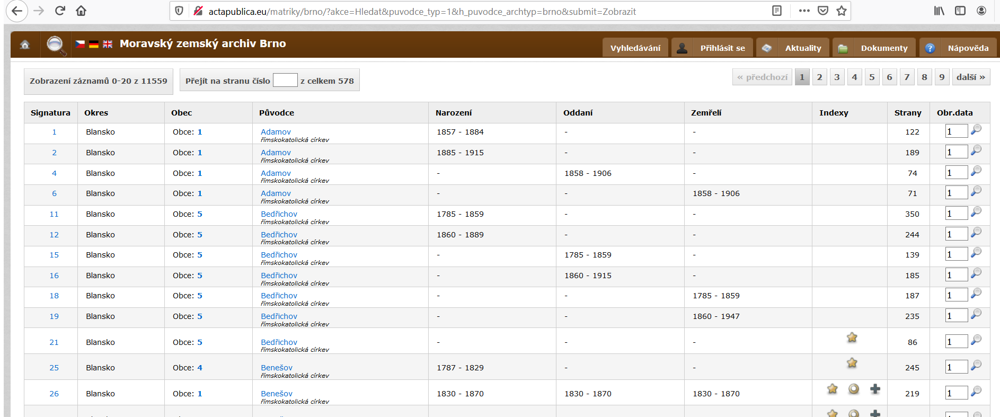 actapublica.eu/matriky/brno/?akce=Hledat&puvodce_typ=1&h_puvodce_archtyp=brno&submit=Zobrazit
Moravský zemský archiv Brno Vyhledávání Přihlásit se Aktuality Dokumenty Nápověda
Zobrazení záznamů 0-20 z 11559 Přejít na stranu číslo z celkem 578 « předchozí 1 2 3 4 5 6 7 8 9 další »
Signatura Okres Obec Původce Narození Oddaní Zemřelí Indexy Strany Obr.data
1 Blansko Obce: 1 Adamov 1857 - 1884 - - 122 1
římskokatolická církev
2 Blansko Obce: 1 Adamov 1885 - 1915 - - 189 1
římskokatolická církev
4 Blansko Obce: 1 Adamov - 1858 - 1906 - 74 1
římskokatolická církev
6 Blansko Obce: 1 Adamov - - 1858 - 1906 71 1
římskokatolická církev
11 Blansko Obce: 5 Bedřichov 1785 - 1859 - - 350 1
římskokatolická církev
12 Blansko Obce: 5 Bedřichov 1860 - 1889 - - 244 1
římskokatolická církev
15 Blansko Obce: 5 Bedřichov - 1785 - 1859 - 139 1
římskokatolická církev
16 Blansko Obce: 5 Bedřichov - 1860 - 1915 - 185 1
římskokatolická církev
18 Blansko Obce: 5 Bedřichov - - 1785 - 1859 187 1
římskokatolická církev
19 Blansko Obce: 5 Bedřichov - - 1860 - 1947 235 1
římskokatolická církev
21 Blansko Obce: 5 Bedřichov - - - 86 1
římskokatolická církev
25 Blansko Obce: 4 Benešov 1787 - 1829 - - 245 1
římskokatolická církev
26 Blansko Obce: 1 Benešov 1830 - 1870 1830 - 1870 1830 - 1870 219 1
římskokatolická církev